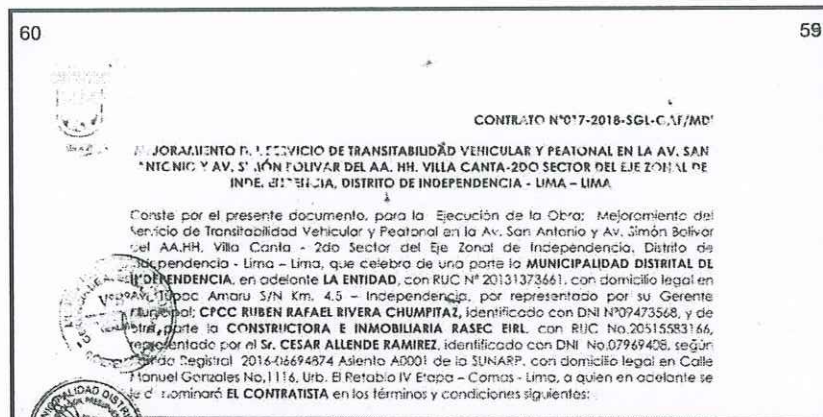 60
59
CONTRATO N°017-2018-SGL-GAF/MDI
MEJORAMIENTO DEL SERVICIO DE TRANSITABILIDAD VEHICULAR Y PEATONAL EN LA AV. SAN
ANTONIO Y AV. SIMÓN BOLIVAR DEL AA. HH. VILLA CANTA-2DO SECTOR DEL EJE ZONAL DE
INDEPENDENCIA, DISTRITO DE INDEPENDENCIA - LIMA – LIMA
Conste por el presente documento, para la Ejecución de la Obra: Mejoramiento del
Servicio de Transitabilidad Vehicular y Peatonal en la Av. San Antonio y Av. Simón Bolívar
del AA.HH. Villa Canta - 2do Sector del Eje Zonal de Independencia, Distrito de
Independencia - Lima – Lima, que celebra de una parte la MUNICIPALIDAD DISTRITAL DE
INDEPENDENCIA, en adelante LA ENTIDAD, con RUC N° 20131373661, con domicilio legal en
Av. Túpac Amaru S/N Km. 4.5 – Independencia, por representado por su Gerente
Municipal; CPCC RUBEN RAFAEL RIVERA CHUMPITAZ, identificado con DNI N°09473568, y de
otra parte la CONSTRUCTORA E INMOBILIARIA RASEC EIRL, con RUC No.20515583166,
representado por el Sr. CESAR ALLENDE RAMIREZ, identificado con DNI No.07969408, según
Partida Registral 2016-06694874 Asiento A0001 de la SUNARP, con domicilio legal en Calle
Manuel Gonzales No.1116, Urb. El Retablo IV Etapa – Comas - Lima, a quien en adelante se
le denominará EL CONTRATISTA en los términos y condiciones siguientes: